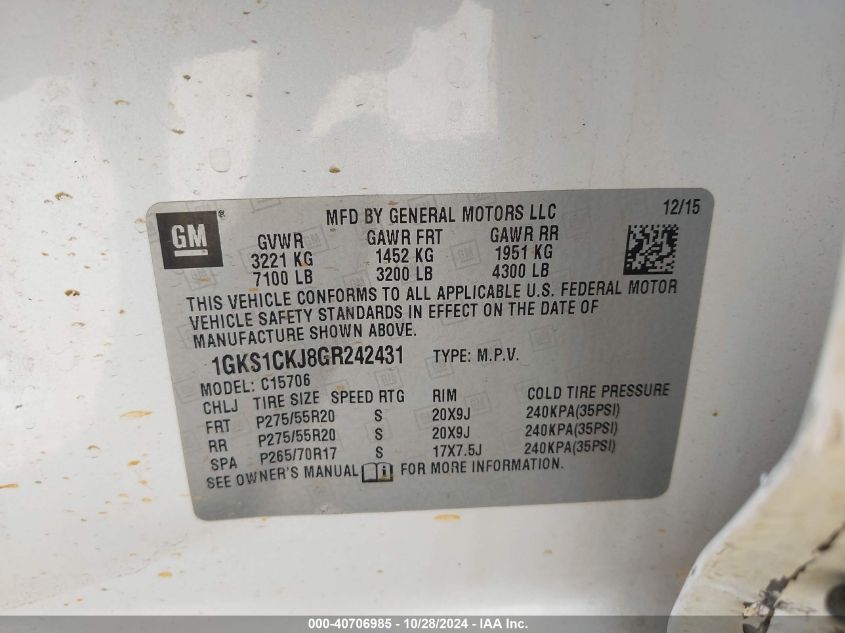 GM ® MFD BY GENERAL MOTORS LLC 12/15
GVWR GAWR FRT GAWR RR
3221 KG 1452 KG 1951 KG
7100 LB 3200 LB 4300 LB
THIS VEHICLE CONFORMS TO ALL APPLICABLE U.S. FEDERAL MOTOR
VEHICLE SAFETY STANDARDS IN EFFECT ON THE DATE OF
MANUFACTURE SHOWN ABOVE.
1GKS1CKJ8GR242431 TYPE: M.P.V.
MODEL: C15706
CHLJ TIRE SIZE SPEED RTG RIM COLD TIRE PRESSURE
FRT P275/55R20 S 20X9J 240KPA(35PSI)
RR P275/55R20 S 20X9J 240KPA(35PSI)
SPA P265/70R17 S 17X7.5J 240KPA(35PSI)
SEE OWNER'S MANUAL FOR MORE INFORMATION.
000-40706985 - 10/28/2024 - IAA Inc.